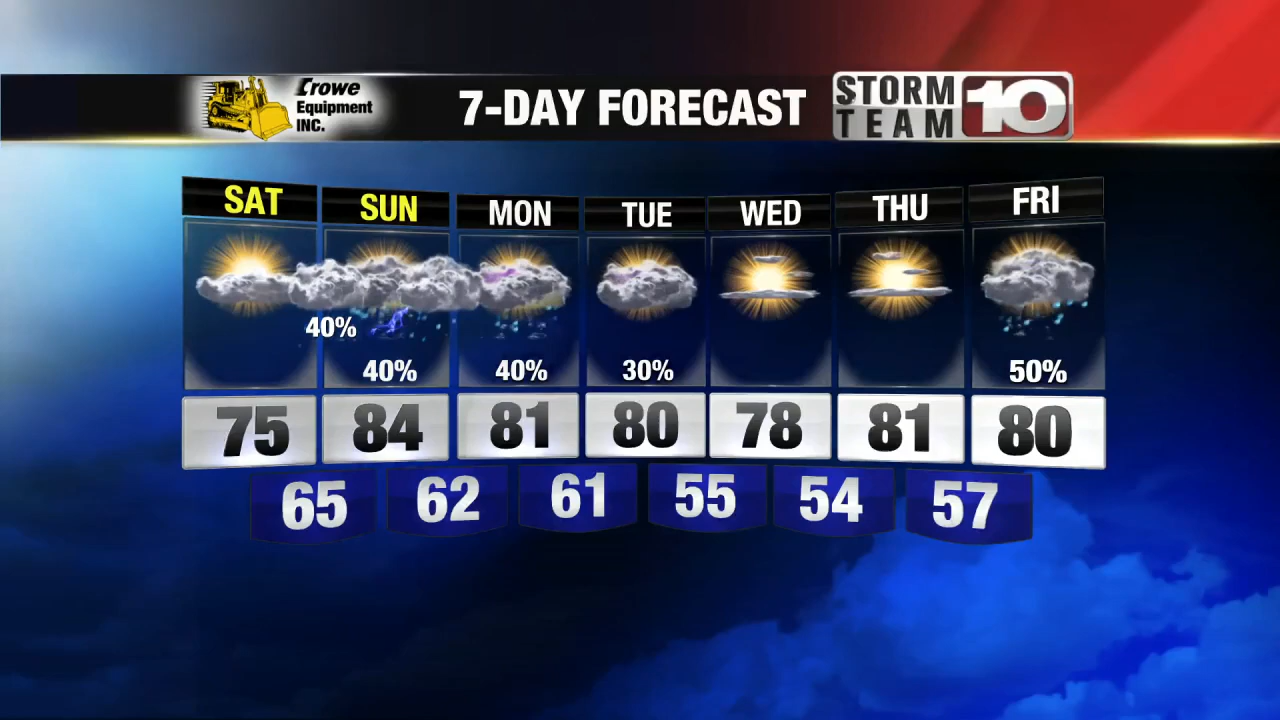 Crowe
Equipment
INC.
7-DAY FORECAST
STORM
TEAM
10
SAT SUN MON TUE WED THU FRI
40%
40% 40% 30% 50%
75 84 81 80 78 81 80
65 62 61 55 54 57